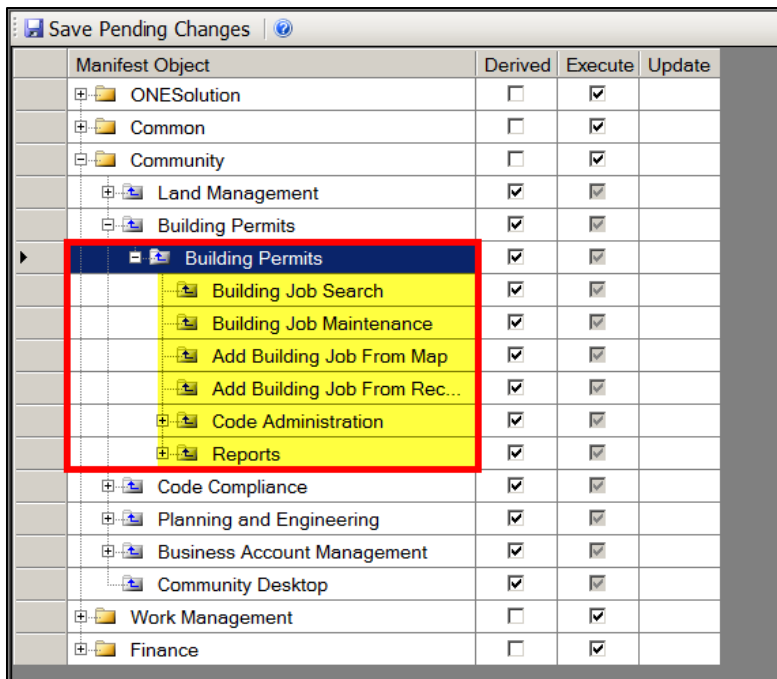 Save Pending Changes
Manifest Object Derived Execute Update
ONESolution
Common
Community
Land Management
Building Permits
Building Permits
Building Job Search
Building Job Maintenance
Add Building Job From Map
Add Building Job From Rec...
Code Administration
Reports
Code Compliance
Planning and Engineering
Business Account Management
Community Desktop
Work Management
Finance